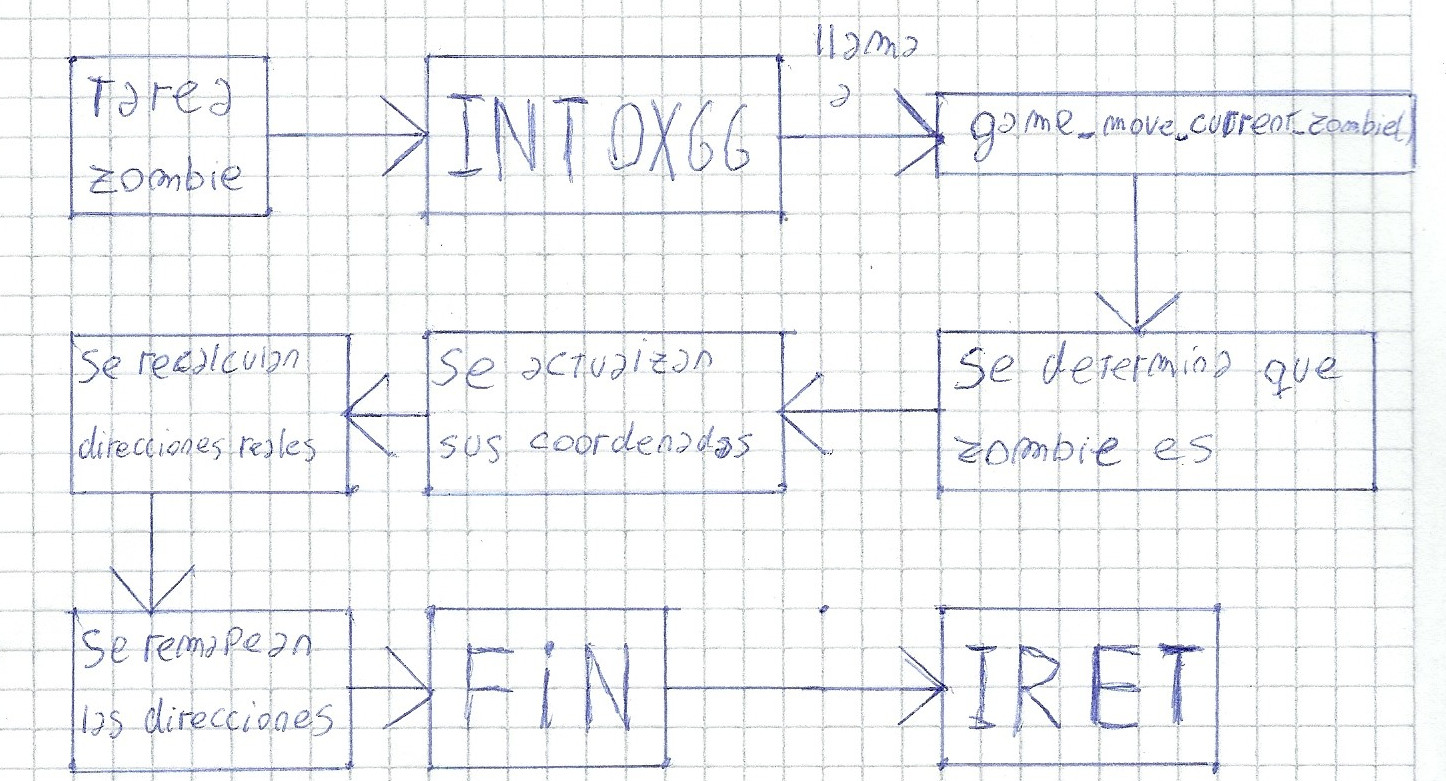 Tarea
zombie
INT 0X66
llama
a
game_move_current_zombie()
Se determina que
zombie es
Se actualizan
sus coordenadas
Se recalculan
direcciones reales
Se remapean
las direcciones
FiN
IRET